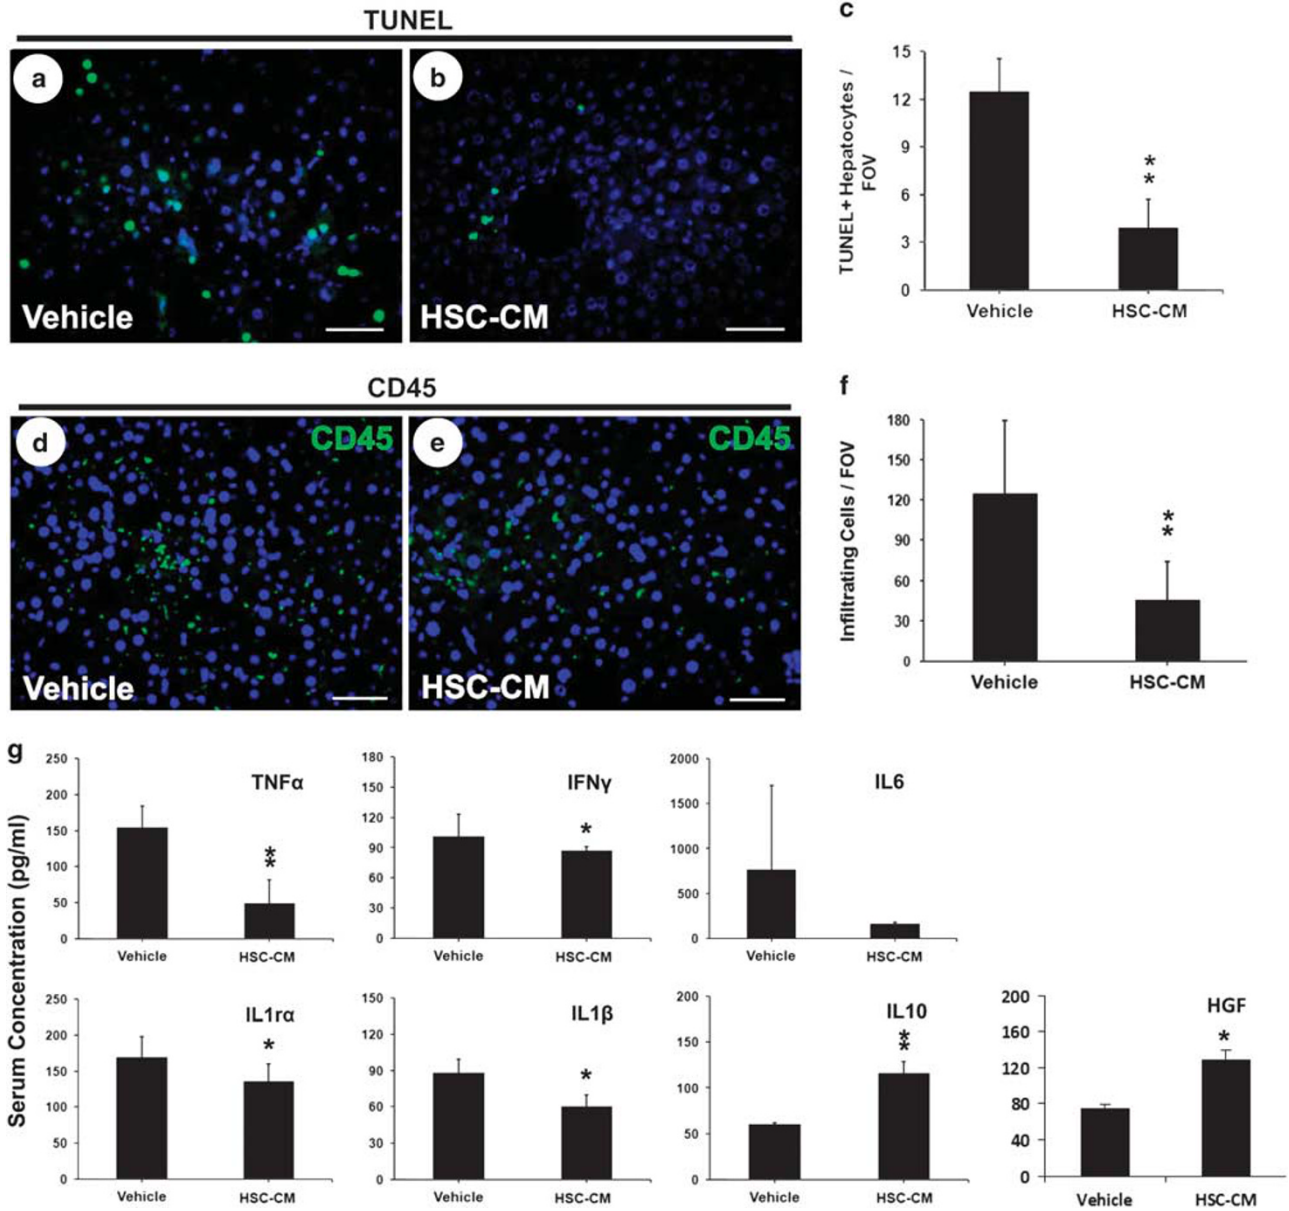 TUNEL
a
b
Vehicle
HSC-CM
c
TUNEL+ Hepatocytes /
FOV
15
12
9
6
3
0
*
*
Vehicle
HSC-CM
CD45
d
CD45
e
CD45
Vehicle
HSC-CM
f
Infiltrating Cells / FOV
180
150
120
90
60
30
0
*
*
Vehicle
HSC-CM
g
Serum Concentration (pg/ml)
TNFα
250
200
150
100
50
0
*
*
Vehicle
HSC-CM
IFNγ
180
150
120
90
60
30
0
*
Vehicle
HSC-CM
IL6
2000
1500
1000
500
0
Vehicle
HSC-CM
IL1rα
250
200
150
100
50
0
*
Vehicle
HSC-CM
IL1β
150
120
90
60
30
0
*
Vehicle
HSC-CM
IL10
200
150
100
50
0
*
*
Vehicle
HSC-CM
HGF
200
160
120
80
40
0
*
Vehicle
HSC-CM